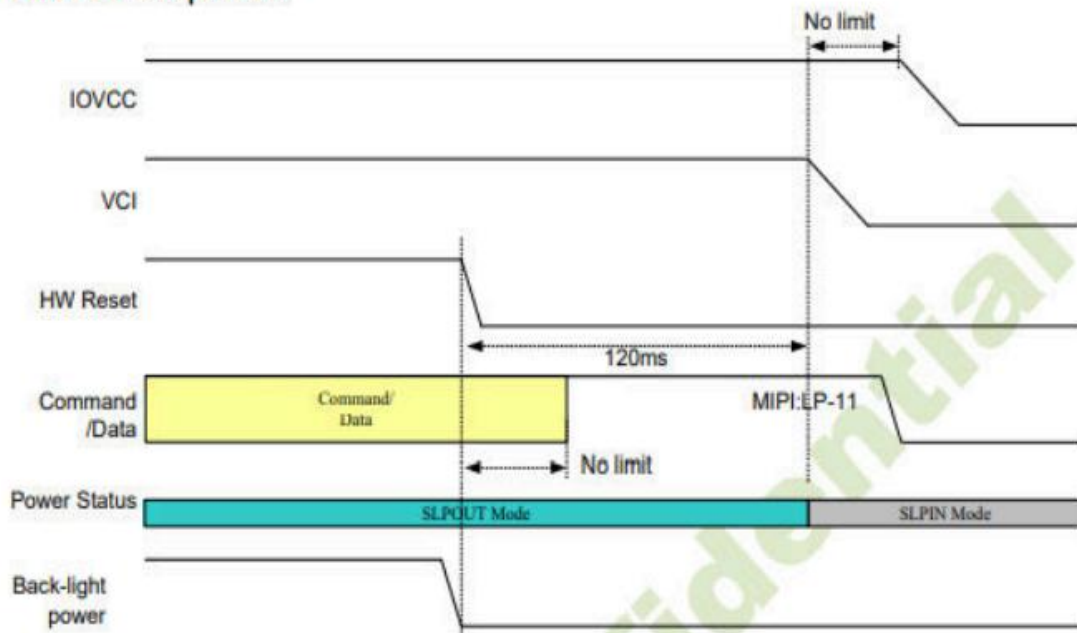 No limit
IOVCC
VCI
HW Reset
120ms
Command
/Data
Command/
Data
MIPI:LP-11
No limit
Power Status
SLPOUT Mode
SLPIN Mode
Back-light
power
fidential